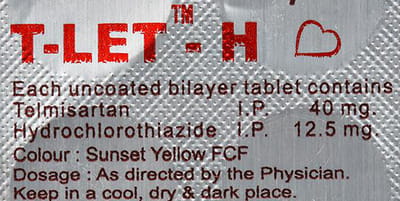 T-LET™ - H
Each uncoated bilayer tablet contains
Telmisartan I.P. 40 mg
Hydrochlorothiazide I.P. 12.5 mg
Colour : Sunset Yellow FCF
Dosage : As directed by the Physician.
Keep in a cool, dry & dark place.